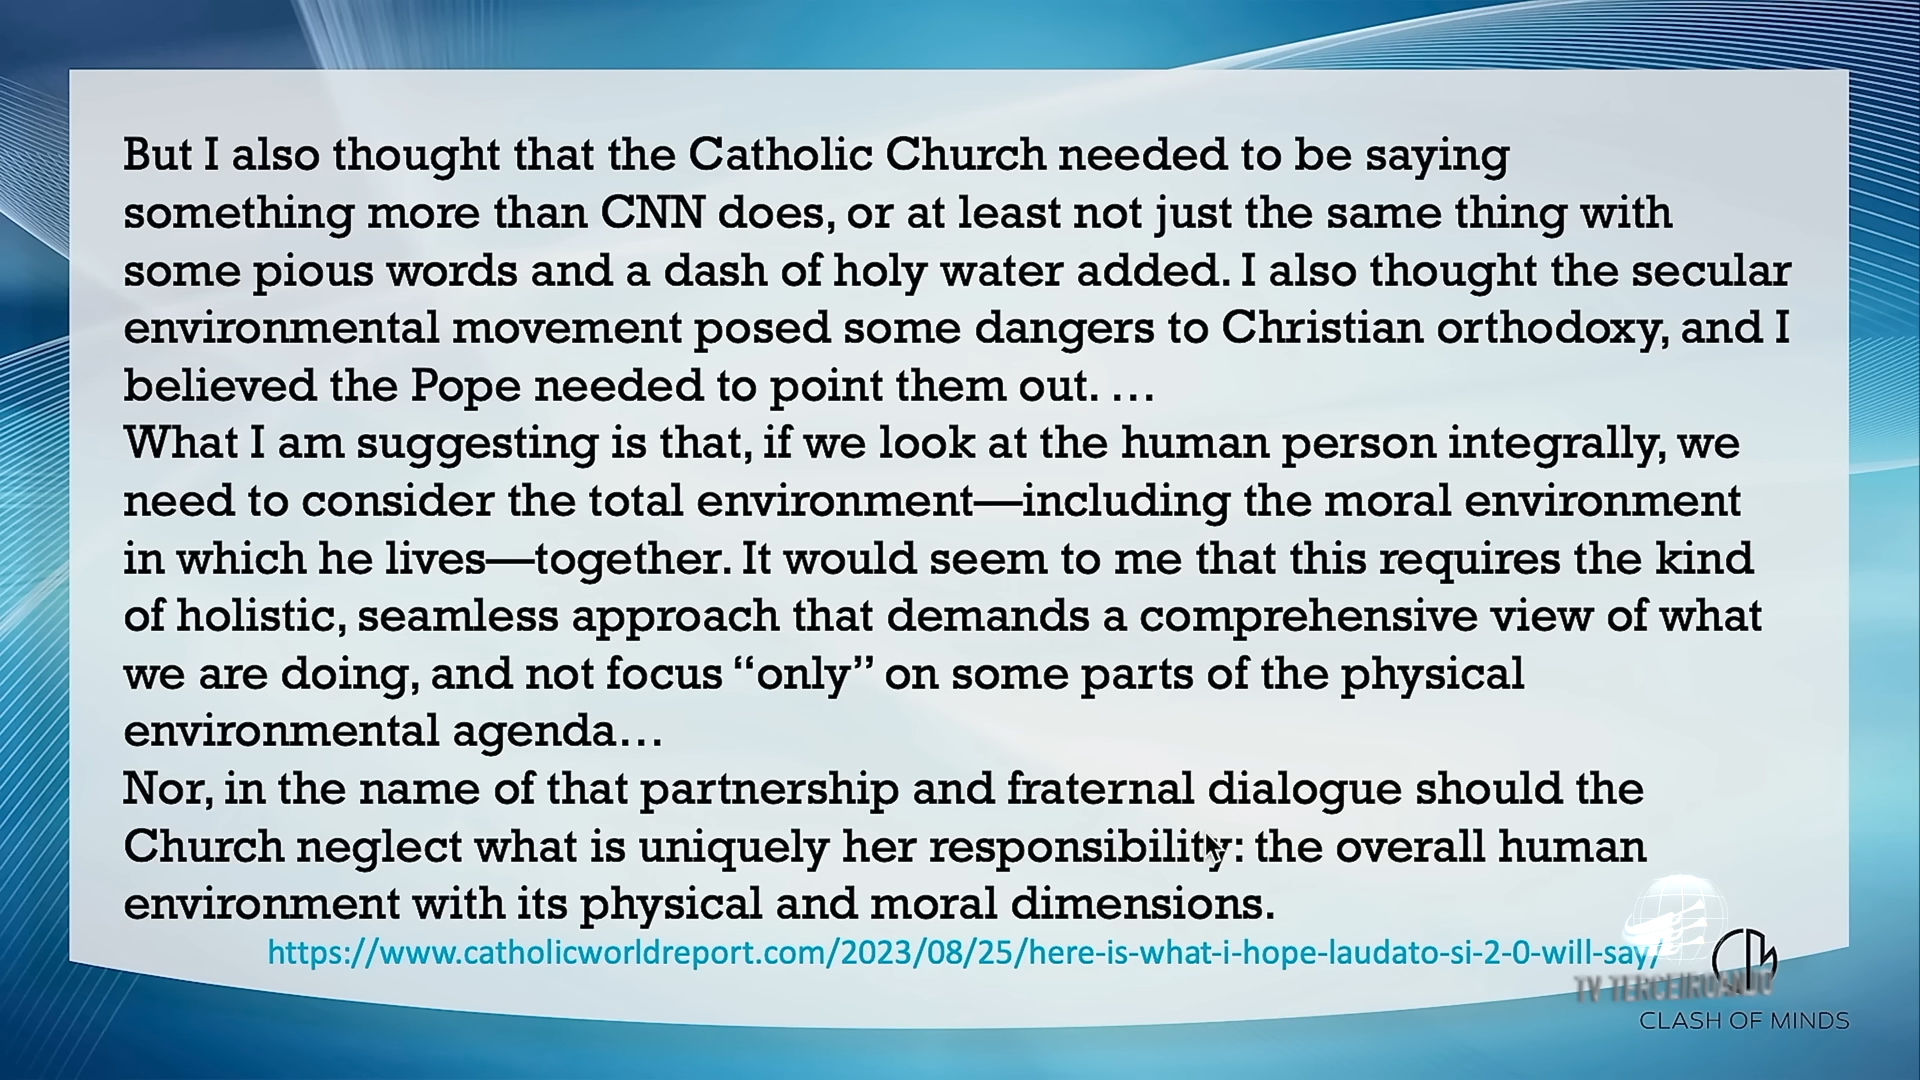 But I also thought that the Catholic Church needed to be saying
something more than CNN does, or at least not just the same thing with
some pious words and a dash of holy water added. I also thought the secular
environmental movement posed some dangers to Christian orthodoxy, and I
believed the Pope needed to point them out. …
What I am suggesting is that, if we look at the human person integrally, we
need to consider the total environment—including the moral environment
in which he lives—together. It would seem to me that this requires the kind
of holistic, seamless approach that demands a comprehensive view of what
we are doing, and not focus “only” on some parts of the physical
environmental agenda…
Nor, in the name of that partnership and fraternal dialogue should the
Church neglect what is uniquely her responsibility: the overall human
environment with its physical and moral dimensions.
https://www.catholicworldreport.com/2023/08/25/here-is-what-i-hope-laudato-si-2-0-will-say/
TV
CLASH OF MINDS